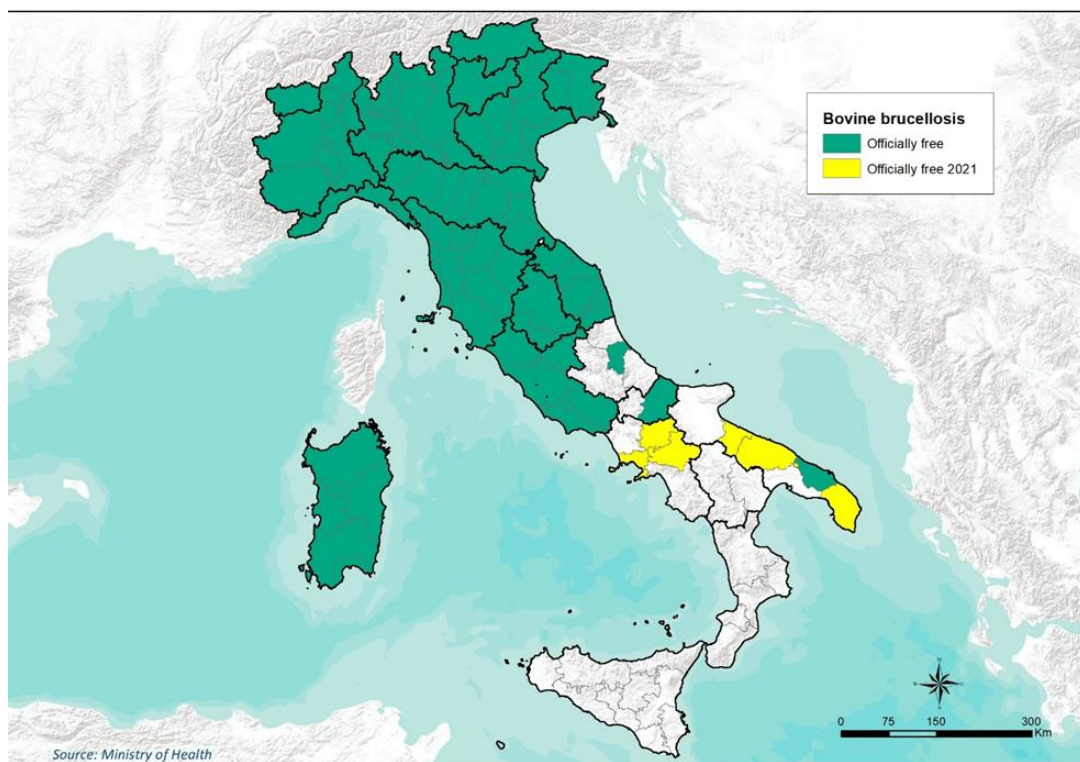 Bovine brucellosis
Officially free
Officially free 2021
0 75 150 300
Km
Source: Ministry of Health